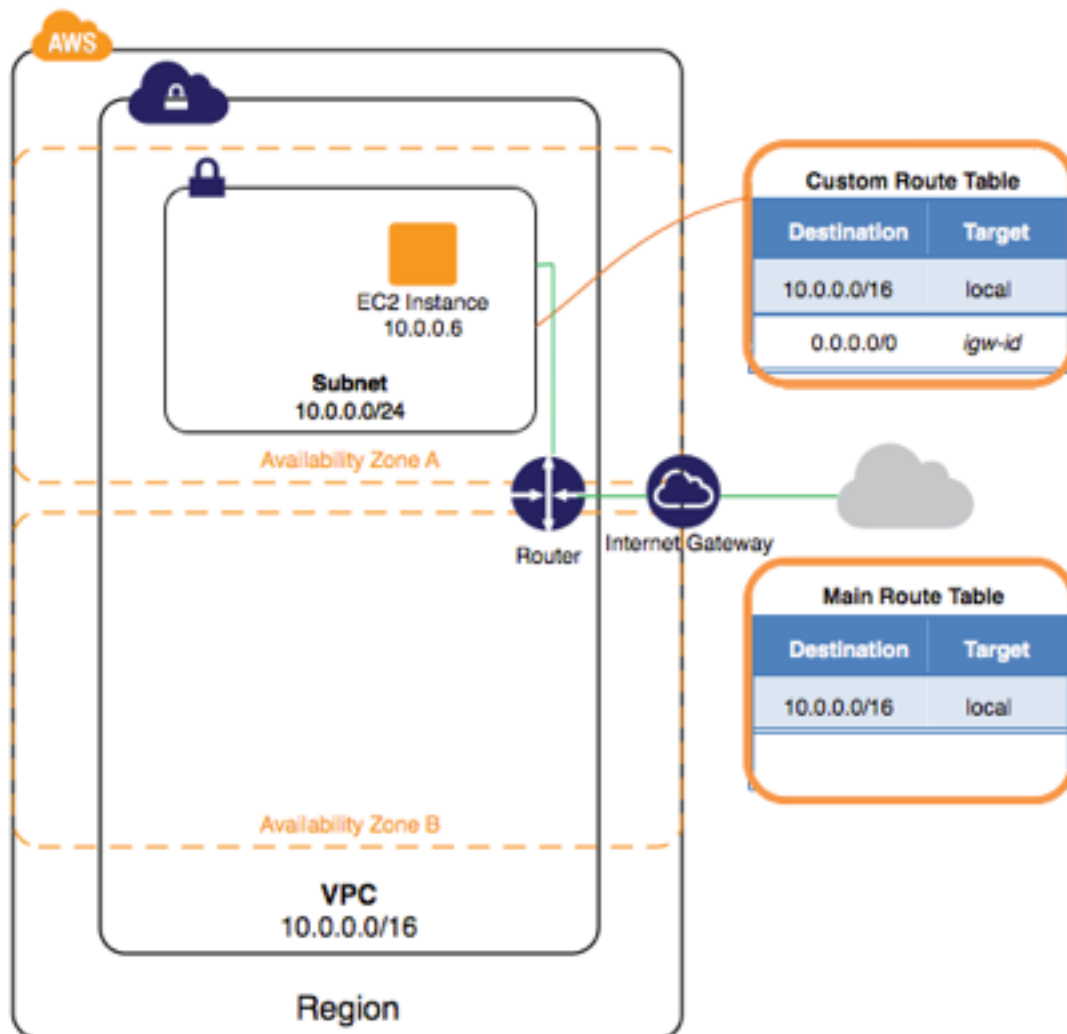 AWS
EC2 Instance
10.0.0.6
Subnet
10.0.0.0/24
Availability Zone A
Router
Internet Gateway
Availability Zone B
VPC
10.0.0.0/16
Region
Custom Route Table
Destination Target
10.0.0.0/16 local
0.0.0.0/0 igw-id
Main Route Table
Destination Target
10.0.0.0/16 local